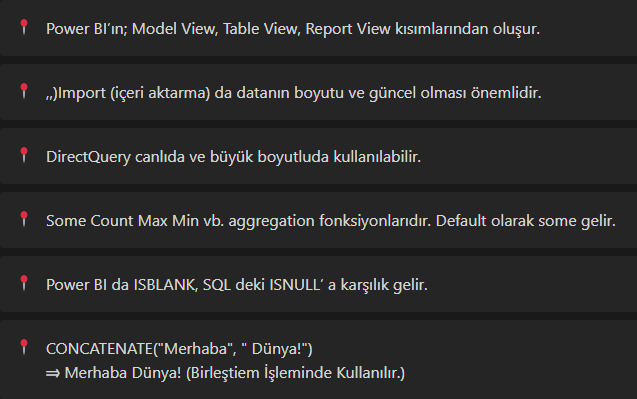 Power BI’ın; Model View, Table View, Report View kısımlarından oluşur.
,,)Import (içeri aktarma) da datanın boyutu ve güncel olması önemlidir.
DirectQuery canlıda ve büyük boyutluda kullanılabilir.
Some Count Max Min vb. aggregation fonksiyonlarıdır. Default olarak some gelir.
Power BI da ISBLANK, SQL deki ISNULL’ a karşılık gelir.
CONCATENATE("Merhaba", " Dünya!")
⟹ Merhaba Dünya! (Birleştiem İşleminde Kullanılır.)